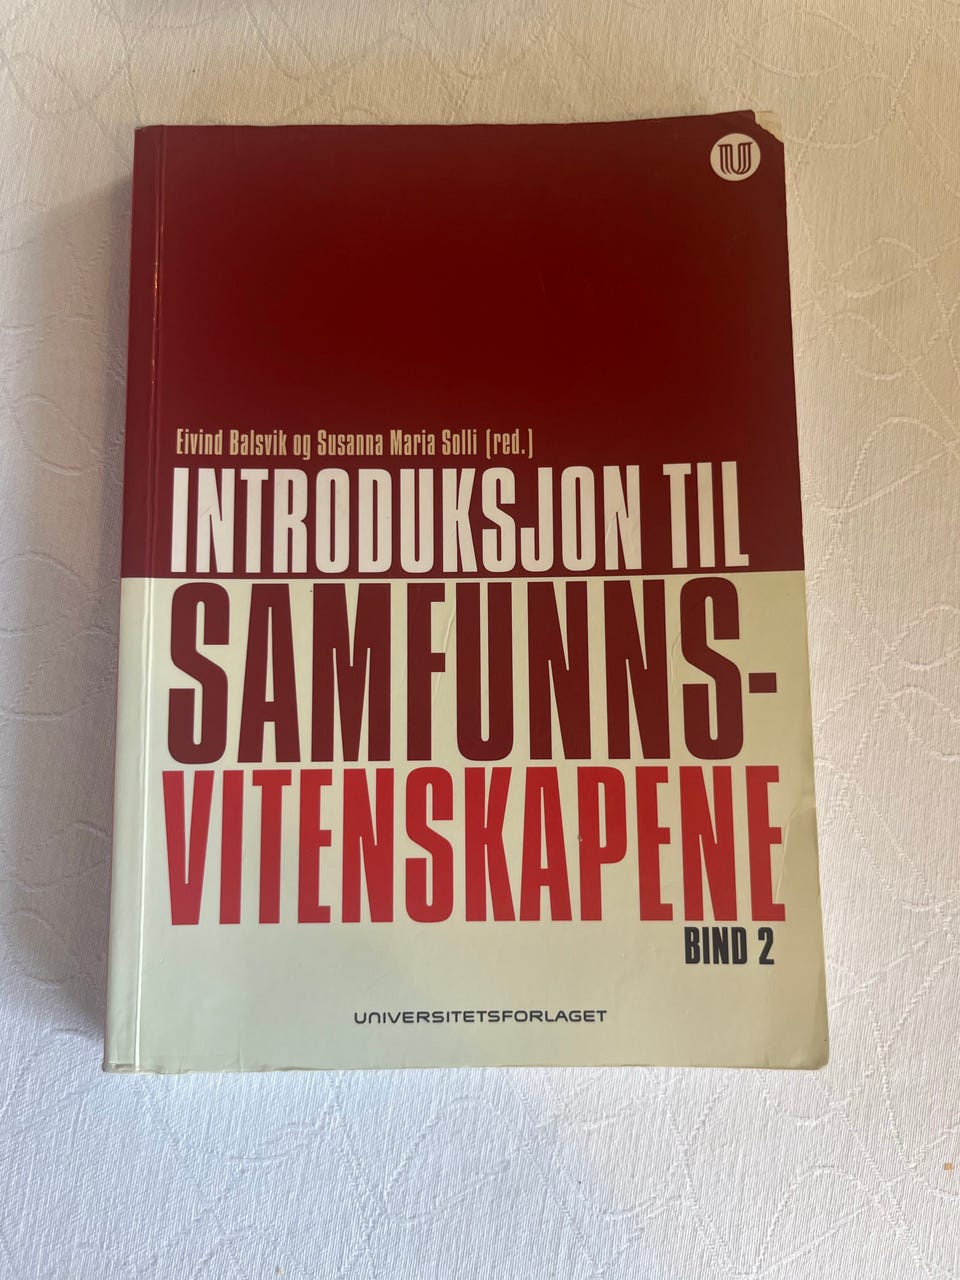 Eivind Balsvik og Susanna Maria Solli (red.)
INTRODUKSJON TIL
SAMFUNNS-
VITENSKAPENE
BIND 2
UNIVERSITETSFORLAGET